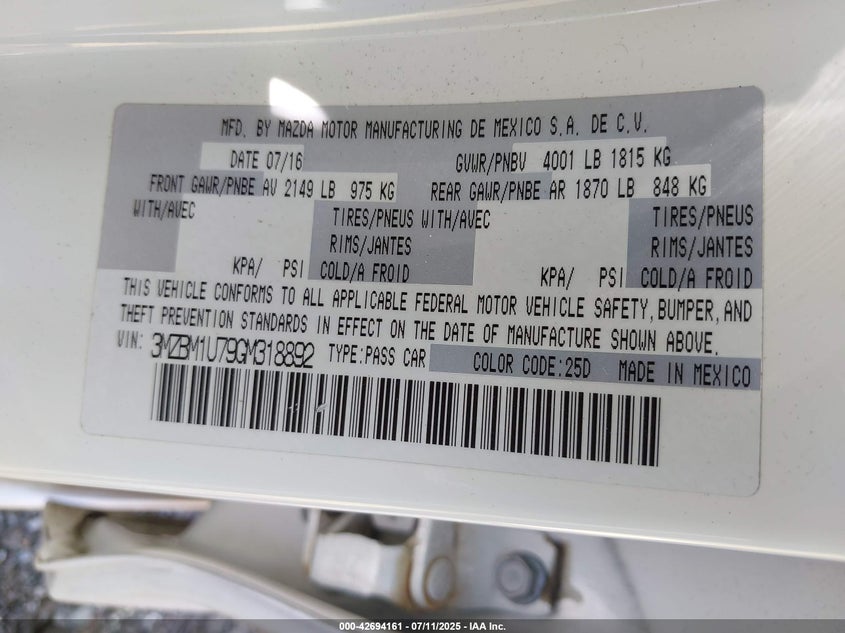 MFD. BY MAZDA MOTOR MANUFACTURING DE MEXICO S.A. DE C.V.
DATE 07/16 GVWR/PNBV 4001 LB 1815 KG
FRONT GAWR/PNBE AV 2149 LB 975 KG REAR GAWR/PNBE AR 1870 LB 848 KG
WITH/AVEC TIRES/PNEUS WITH/AVEC TIRES/PNEUS
RIMS/JANTES RIMS/JANTES
KPA/ PSI COLD/A FROID KPA/ PSI COLD/A FROID
THIS VEHICLE CONFORMS TO ALL APPLICABLE FEDERAL MOTOR VEHICLE SAFETY, BUMPER, AND
THEFT PREVENTION STANDARDS IN EFFECT ON THE DATE OF MANUFACTURE SHOWN ABOVE.
VIN: 3MZBM1U79GM318892 TYPE:PASS CAR COLOR CODE:25D MADE IN MEXICO
000-42694161 - 07/11/2025 - IAA Inc.